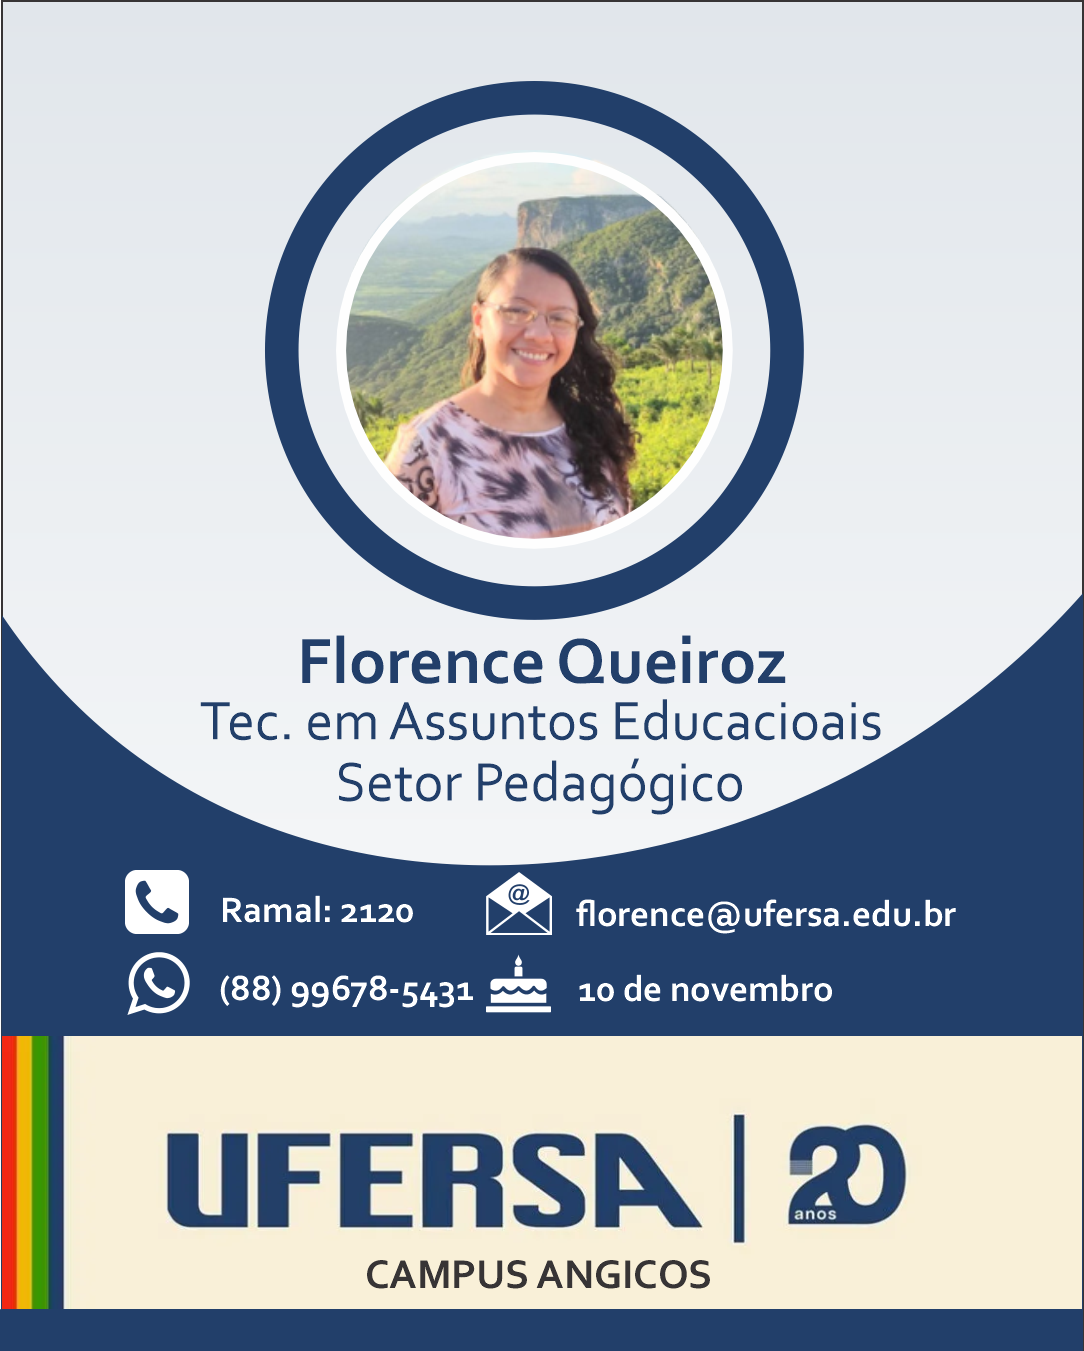 Florence Queiroz
Tec. em Assuntos Educacioais
Setor Pedagógico
Ramal: 2120
@
florence@ufersa.edu.br
(88) 99678-5431
10 de novembro
UFERSA 20
anos
CAMPUS ANGICOS